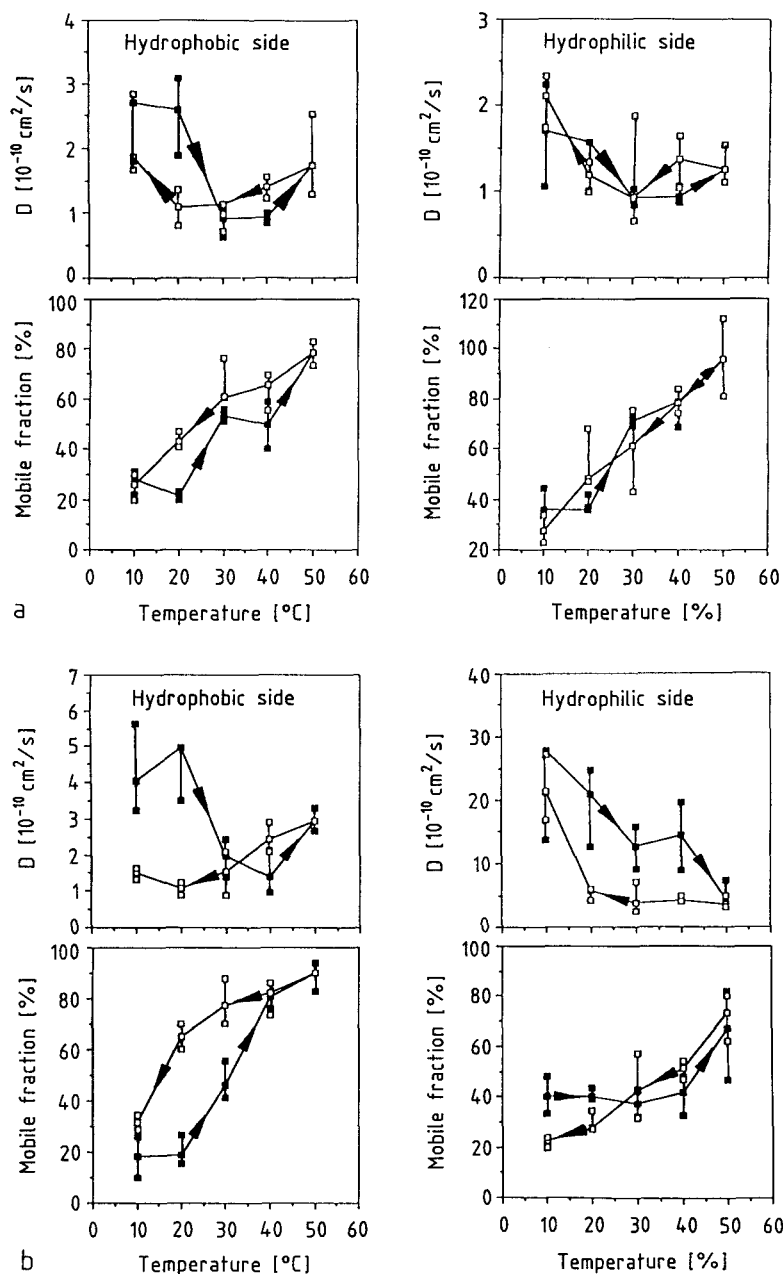 Hydrophobic side
D [10⁻¹⁰ cm²/s]
4
3
2
1
0
Hydrophilic side
D [10⁻¹⁰ cm²/s]
3
2
1
0
Mobile fraction [%]
100
80
60
40
20
0
0 10 20 30 40 50 60
Temperature [°C]
Mobile fraction [%]
120
100
80
60
40
20
0 10 20 30 40 50 60
Temperature [%]
a
Hydrophobic side
D [10⁻¹⁰ cm²/s]
7
6
5
4
3
2
1
0
Hydrophilic side
D [10⁻¹⁰ cm²/s]
40
30
20
10
0
Mobile fraction [%]
100
80
60
40
20
0
0 10 20 30 40 50 60
Temperature [°C]
Mobile fraction [%]
100
80
60
40
20
0
0 10 20 30 40 50 60
Temperature [%]
b